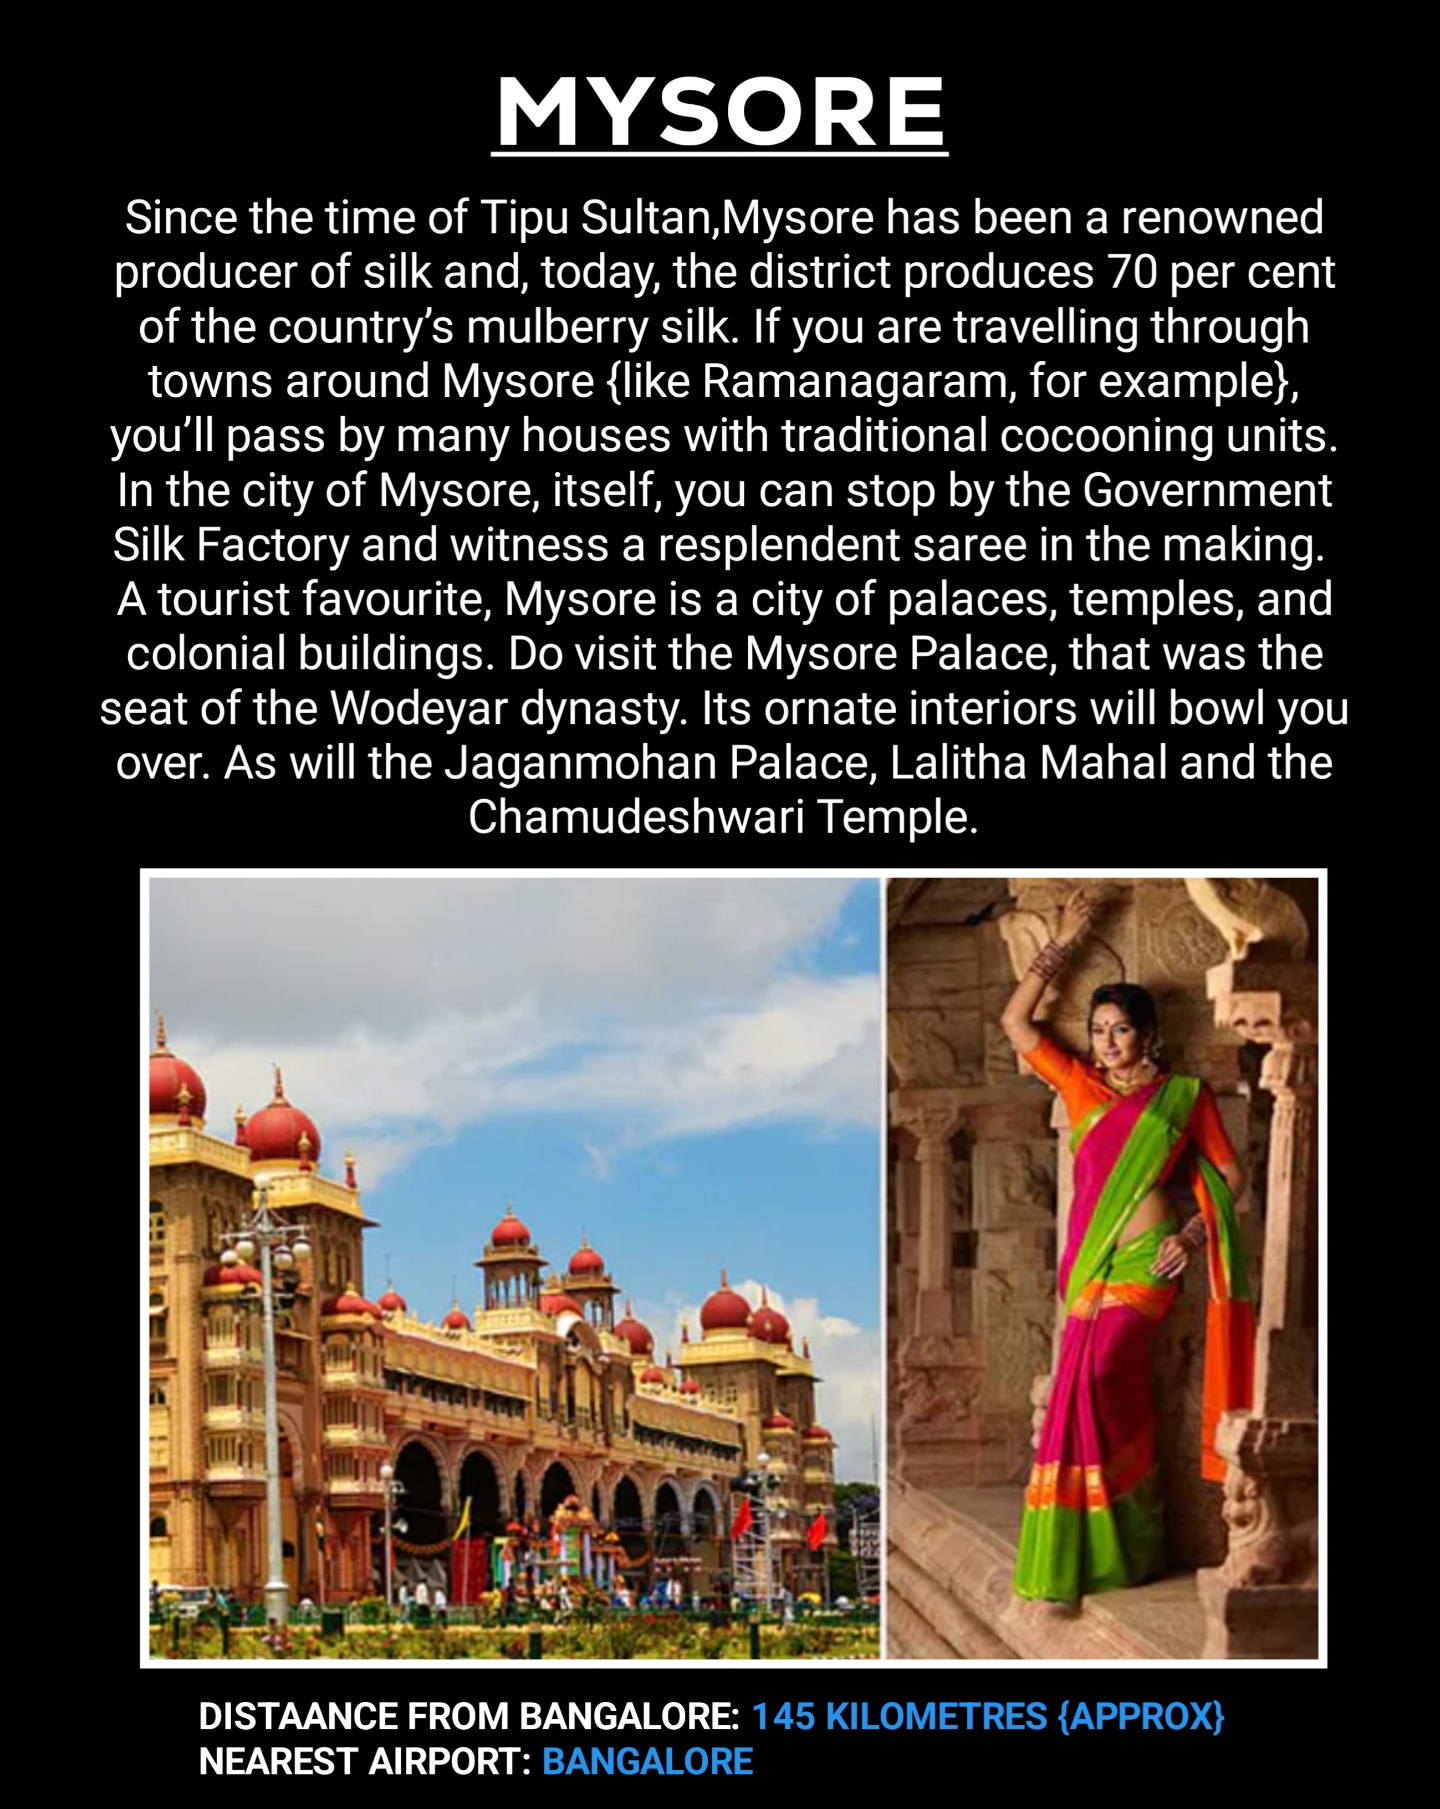 MYSORE
Since the time of Tipu Sultan,Mysore has been a renowned
producer of silk and, today, the district produces 70 per cent
of the country’s mulberry silk. If you are travelling through
towns around Mysore {like Ramanagaram, for example},
you’ll pass by many houses with traditional cocooning units.
In the city of Mysore, itself, you can stop by the Government
Silk Factory and witness a resplendent saree in the making.
A tourist favourite, Mysore is a city of palaces, temples, and
colonial buildings. Do visit the Mysore Palace, that was the
seat of the Wodeyar dynasty. Its ornate interiors will bowl you
over. As will the Jaganmohan Palace, Lalitha Mahal and the
Chamudeshwari Temple.
DISTAANCE FROM BANGALORE: 145 KILOMETRES {APPROX}
NEAREST AIRPORT: BANGALORE